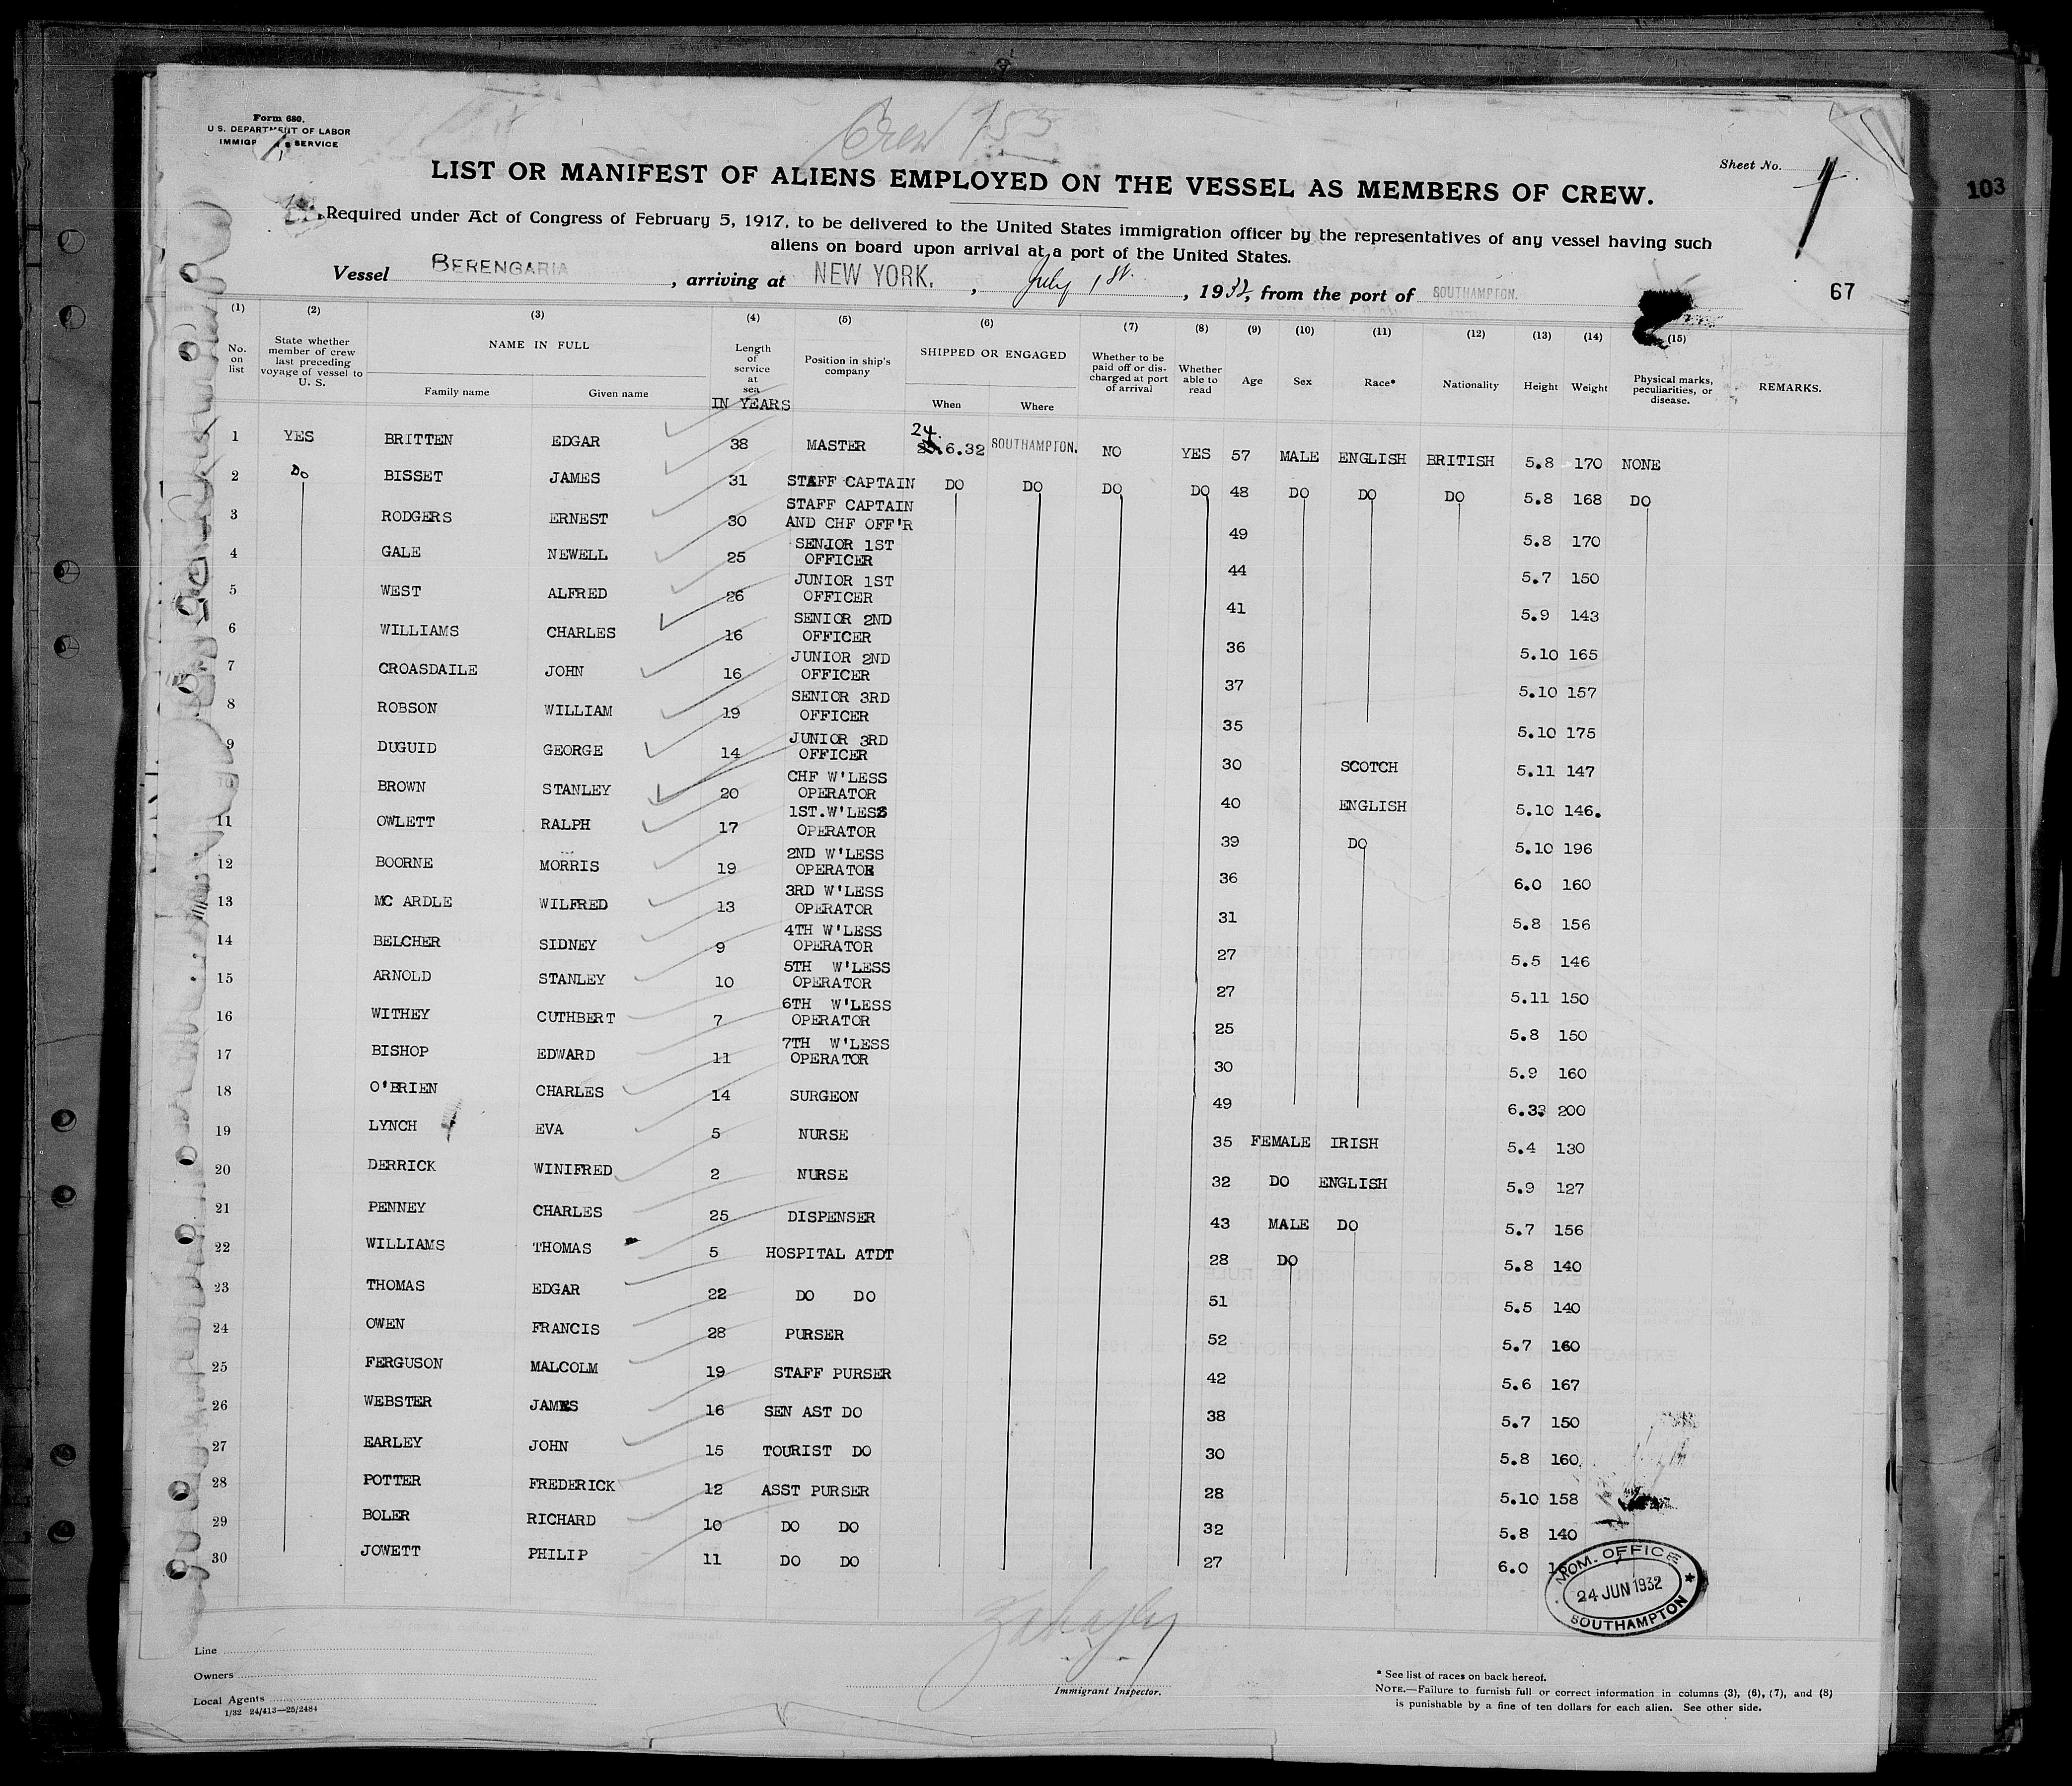 Form 680.
U. S. DEPARTMENT OF LABOR
IMMIGRATION SERVICE
Crew 753
Sheet No. 1
103
LIST OR MANIFEST OF ALIENS EMPLOYED ON THE VESSEL AS MEMBERS OF CREW.
Required under Act of Congress of February 5, 1917, to be delivered to the United States immigration officer by the representatives of any vessel having such
aliens on board upon arrival at a port of the United States.
Vessel BERENGARIA, arriving at NEW YORK., July 1st., 1932, from the port of SOUTHAMPTON. 67
(1) (2) (3) (4) (5) (6) (7) (8) (9) (10) (11) (12) (13) (14) (15)
No. on list
State whether member of crew last preceding voyage of vessel to U. S.
NAME IN FULL
Family name
Given name
Length of service at sea
IN YEARS
Position in ship's company
SHIPPED OR ENGAGED
When
Where
Whether to be paid off or discharged at port of arrival
Whether able to read
Age
Sex
Race*
Nationality
Height
Weight
Physical marks, peculiarities, or disease.
REMARKS.
1 YES BRITTEN EDGAR 38 MASTER 24.6.32 SOUTHAMPTON. NO YES 57 MALE ENGLISH BRITISH 5.8 170 NONE
2 Do BISSET JAMES 31 STAFF CAPTAIN DO DO DO DO 48 DO DO DO 5.8 168 DO
3 RODGERS ERNEST 30 STAFF CAPTAIN AND CHF OFF'R 49 5.8 170
4 GALE NEWELL 25 SENIOR 1ST OFFICER 44 5.7 150
5 WEST ALFRED 26 JUNIOR 1ST OFFICER 41 5.9 143
6 WILLIAMS CHARLES 16 SENIOR 2ND OFFICER 36 5.10 165
7 CROASDAILE JOHN 16 JUNIOR 2ND OFFICER 37 5.10 157
8 ROBSON WILLIAM 19 SENIOR 3RD OFFICER 35 5.10 175
9 DUGUID GEORGE 14 JUNIOR 3RD OFFICER 30 SCOTCH 5.11 147
BROWN STANLEY 20 CHF W'LESS OPERATOR 40 ENGLISH 5.10 146.
11 OWLETT RALPH 17 1ST.W'LESS OPERATOR 39 DO 5.10 196
12 BOORNE MORRIS 19 2ND W'LESS OPERATOR 36 6.0 160
13 MC ARDLE WILFRED 13 3RD W'LESS OPERATOR 31 5.8 156
14 BELCHER SIDNEY 9 4TH W'LESS OPERATOR 27 5.5 146
15 ARNOLD STANLEY 10 5TH W'LESS OPERATOR 27 5.11 150
16 WITHEY CUTHBERT 7 6TH W'LESS OPERATOR 25 5.8 150
17 BISHOP EDWARD 11 7TH W'LESS OPERATOR 30 5.9 160
18 O'BRIEN CHARLES 14 SURGEON 49 6.3 200
19 LYNCH EVA 5 NURSE 35 FEMALE IRISH 5.4 130
20 DERRICK WINIFRED 2 NURSE 32 DO ENGLISH 5.9 127
21 PENNEY CHARLES 25 DISPENSER 43 MALE DO 5.7 156
22 WILLIAMS THOMAS 5 HOSPITAL ATDT 28 DO 5.8 140
23 THOMAS EDGAR 22 DO DO 51 5.5 140
24 OWEN FRANCIS 28 PURSER 52 5.7 160
25 FERGUSON MALCOLM 19 STAFF PURSER 42 5.6 167
26 WEBSTER JAMES 16 SEN AST DO 38 5.7 150
27 EARLEY JOHN 15 TOURIST DO 30 5.8 160.
28 POTTER FREDERICK 12 ASST PURSER 28 5.10 158
29 BOLER RICHARD 10 DO DO 32 5.8 140
30 JOWETT PHILIP 11 DO DO 27 6.0
MOM. OFFICE
24 JUN 1932
SOUTHAMPTON
Line
Owners
Local Agents
1/32 24/413—25/2484
Immigrant Inspector.
* See list of races on back hereof.
NOTE.—Failure to furnish full or correct information in columns (3), (6), (7), and (8)
is punishable by a fine of ten dollars for each alien. See other side.